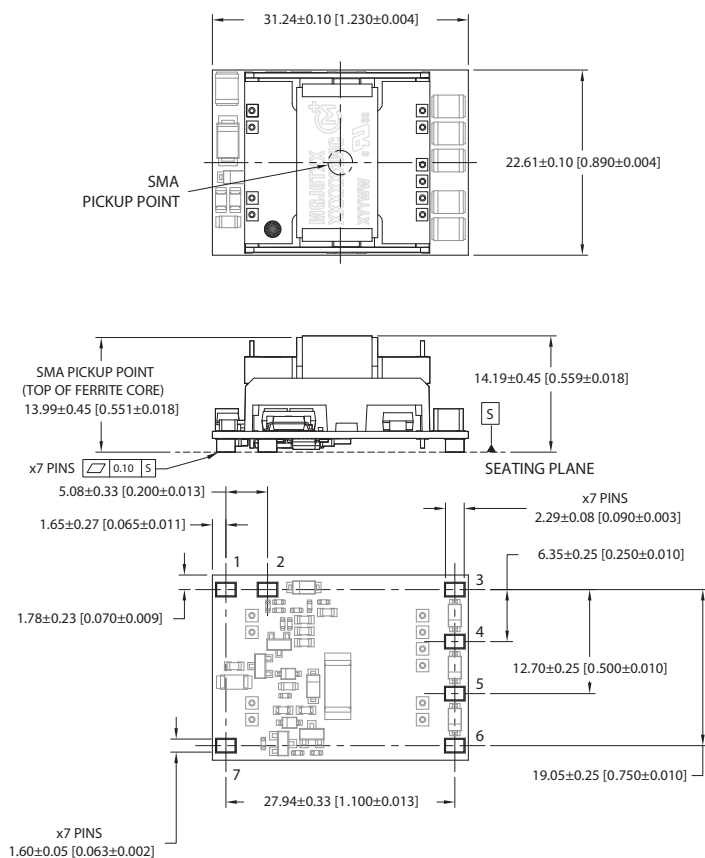 31.24±0.10 [1.230±0.004]
22.61±0.10 [0.890±0.004]
SMA
PICKUP POINT
SMA PICKUP POINT
(TOP OF FERRITE CORE)
13.99±0.45 [0.551±0.018]
14.19±0.45 [0.559±0.018]
S
x7 PINS
0.10 S
SEATING PLANE
5.08±0.33 [0.200±0.013]
x7 PINS
2.29±0.08 [0.090±0.003]
1.65±0.27 [0.065±0.011]
6.35±0.25 [0.250±0.010]
1 2 3
1.78±0.23 [0.070±0.009]
4
12.70±0.25 [0.500±0.010]
5
6
7
19.05±0.25 [0.750±0.010]
27.94±0.33 [1.100±0.013]
x7 PINS
1.60±0.05 [0.063±0.002]